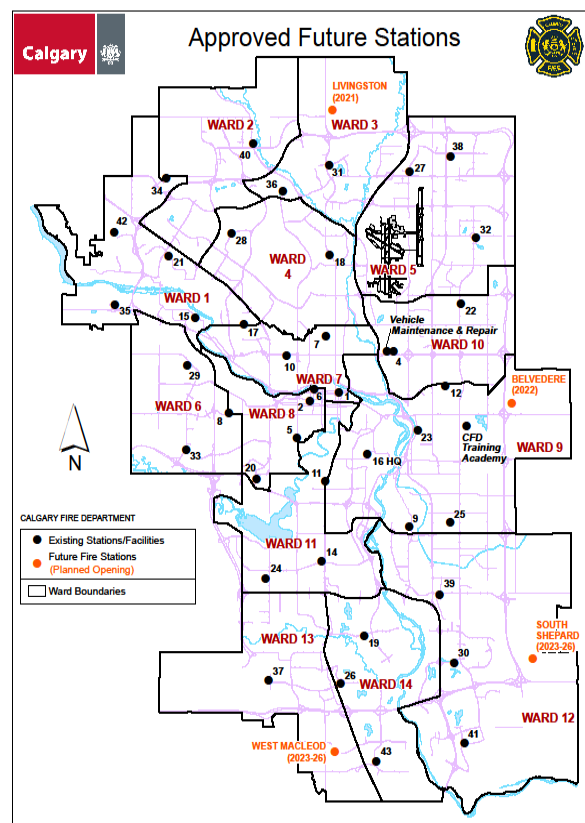 Calgary
Approved Future Stations
CALGARY
FIRE
LIVINGSTON
(2021)
WARD 2
WARD 3
40
38
31
27
34
36
42
28
WARD
4
32
21
18
WARD 5
WARD 1
22
35
15
17
Vehicle
Maintenance & Repair
7
WARD 10
4
10
29
WARD 7
BELVEDERE
(2022)
12
WARD 6
6
1
WARD 8
2
8
5
23
CFD
Training
Academy
WARD 9
N
33
16 HQ
20
11
CALGARY FIRE DEPARTMENT
Existing Stations/Facilities
Future Fire Stations
(Planned Opening)
Ward Boundaries
9
25
WARD 11
14
24
39
WARD 13
19
SOUTH
SHEPARD
(2023-26)
30
37
26
WARD 14
WARD 12
41
WEST MACLEOD
(2023-26)
43